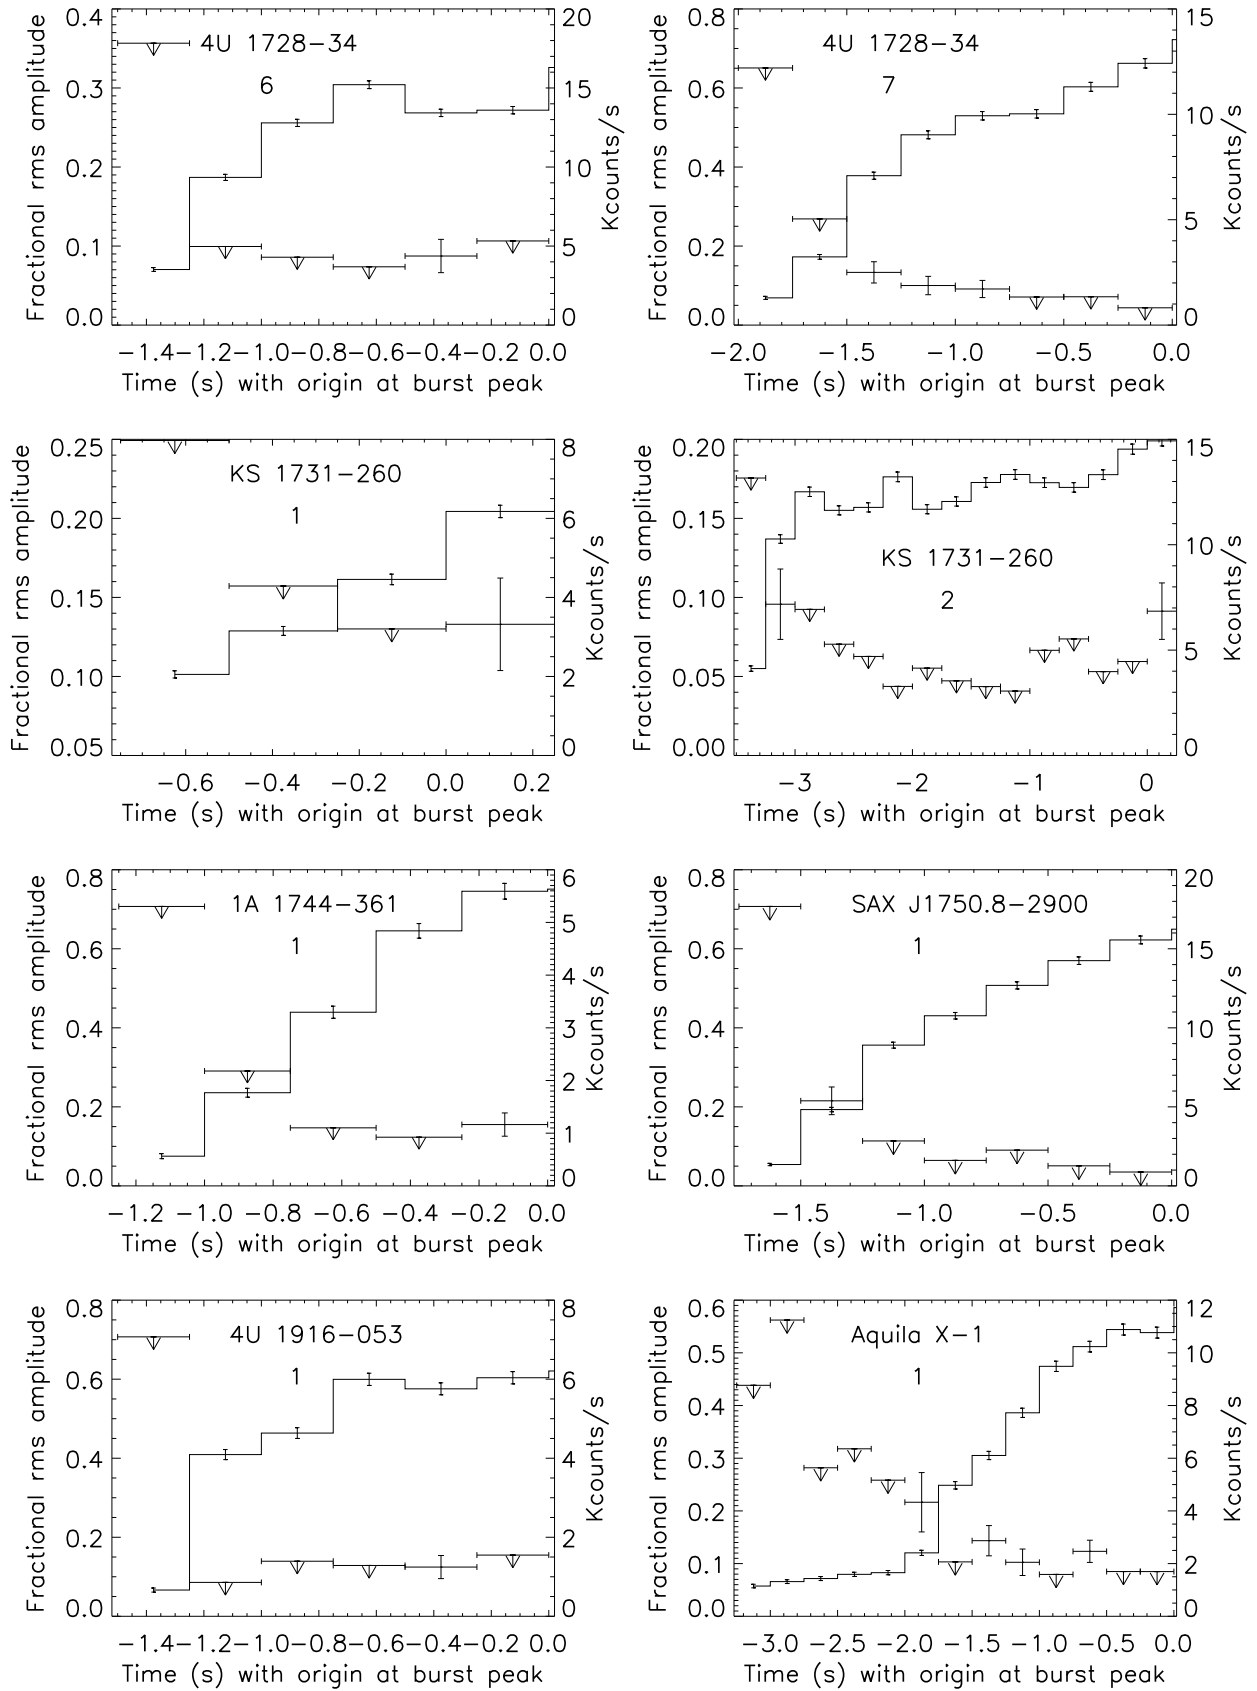 0.4
0.3
0.2
0.1
0.0
Fractional rms amplitude
4U 1728−34
6
20
15
10
5
0
Kcounts/s
−1.4−1.2−1.0−0.8−0.6−0.4−0.2 0.0
Time (s) with origin at burst peak
0.8
0.6
0.4
0.2
0.0
Fractional rms amplitude
4U 1728−34
7
15
10
5
0
Kcounts/s
−2.0 −1.5 −1.0 −0.5 0.0
Time (s) with origin at burst peak
0.25
0.20
0.15
0.10
0.05
Fractional rms amplitude
KS 1731−260
1
8
6
4
2
0
Kcounts/s
−0.6 −0.4 −0.2 0.0 0.2
Time (s) with origin at burst peak
0.20
0.15
0.10
0.05
0.00
Fractional rms amplitude
KS 1731−260
2
15
10
5
0
Kcounts/s
−3 −2 −1 0
Time (s) with origin at burst peak
0.8
0.6
0.4
0.2
0.0
Fractional rms amplitude
1A 1744−361
1
6
5
4
3
2
1
0
Kcounts/s
−1.2 −1.0 −0.8 −0.6 −0.4 −0.2 0.0
Time (s) with origin at burst peak
0.8
0.6
0.4
0.2
0.0
Fractional rms amplitude
SAX J1750.8−2900
1
20
15
10
5
0
Kcounts/s
−1.5 −1.0 −0.5 0.0
Time (s) with origin at burst peak
0.8
0.6
0.4
0.2
0.0
Fractional rms amplitude
4U 1916−053
1
8
6
4
2
0
Kcounts/s
−1.4−1.2−1.0−0.8−0.6−0.4−0.2 0.0
Time (s) with origin at burst peak
0.6
0.5
0.4
0.3
0.2
0.1
0.0
Fractional rms amplitude
Aquila X−1
1
12
10
8
6
4
2
0
Kcounts/s
−3.0 −2.5 −2.0 −1.5 −1.0 −0.5 0.0
Time (s) with origin at burst peak